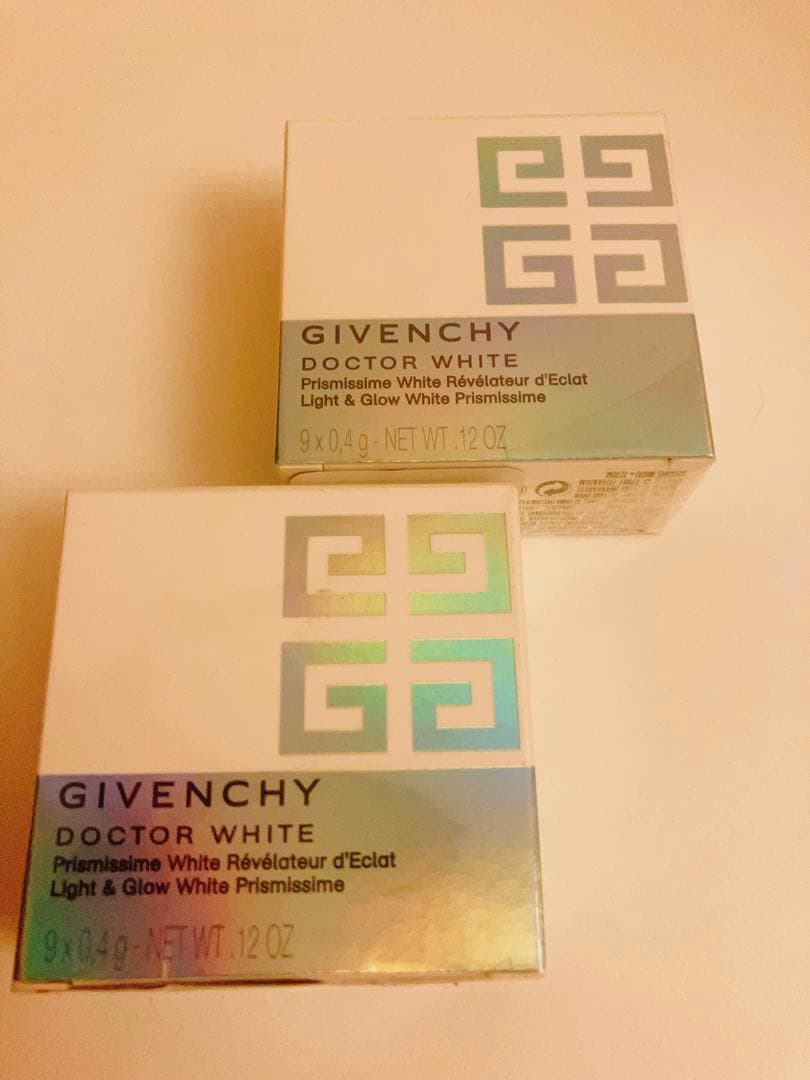 GIVENCHY
DOCTOR WHITE
Prismissime White Révélateur d'Eclat
Light & Glow White Prismissime
9 x 0,4 g - NET WT .12 OZ
GIVENCHY
DOCTOR WHITE
Prismissime White Révélateur d'Eclat
Light & Glow White Prismissime
9 x 0,4 g - NET WT .12 OZ